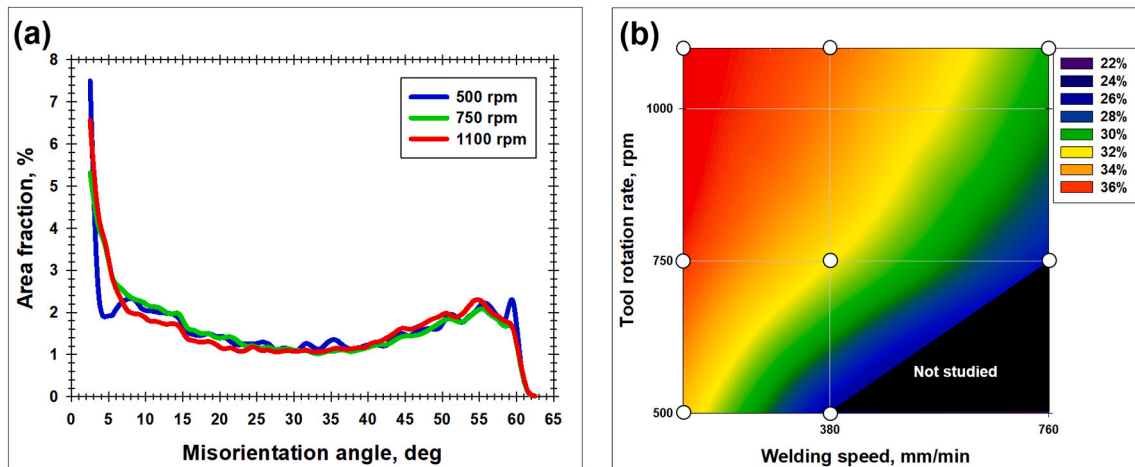 (a)
Area fraction, %
8
7
6
5
4
3
2
1
0
500 rpm
750 rpm
1100 rpm
0 5 10 15 20 25 30 35 40 45 50 55 60 65
Misorientation angle, deg
(b)
Tool rotation rate, rpm
1000
750
500
Not studied
380 760
Welding speed, mm/min
22%
24%
26%
28%
30%
32%
34%
36%